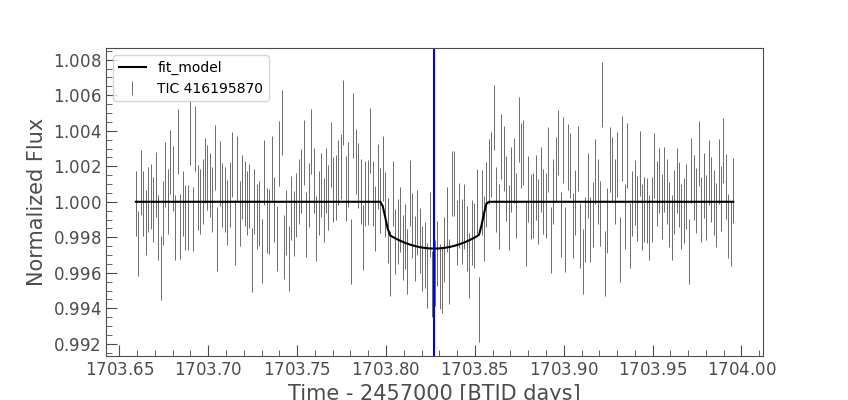 1.008
1.006
1.004
1.002
1.000
0.998
0.996
0.994
0.992
Normalized Flux
fit_model
TIC 416195870
1703.65 1703.70 1703.75 1703.80 1703.85 1703.90 1703.95 1704.00
Time - 2457000 [BTJD days]